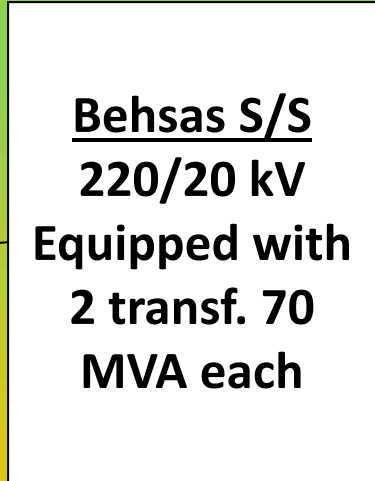 Behsas S/S
220/20 kV
Equipped with
2 transf. 70
MVA each